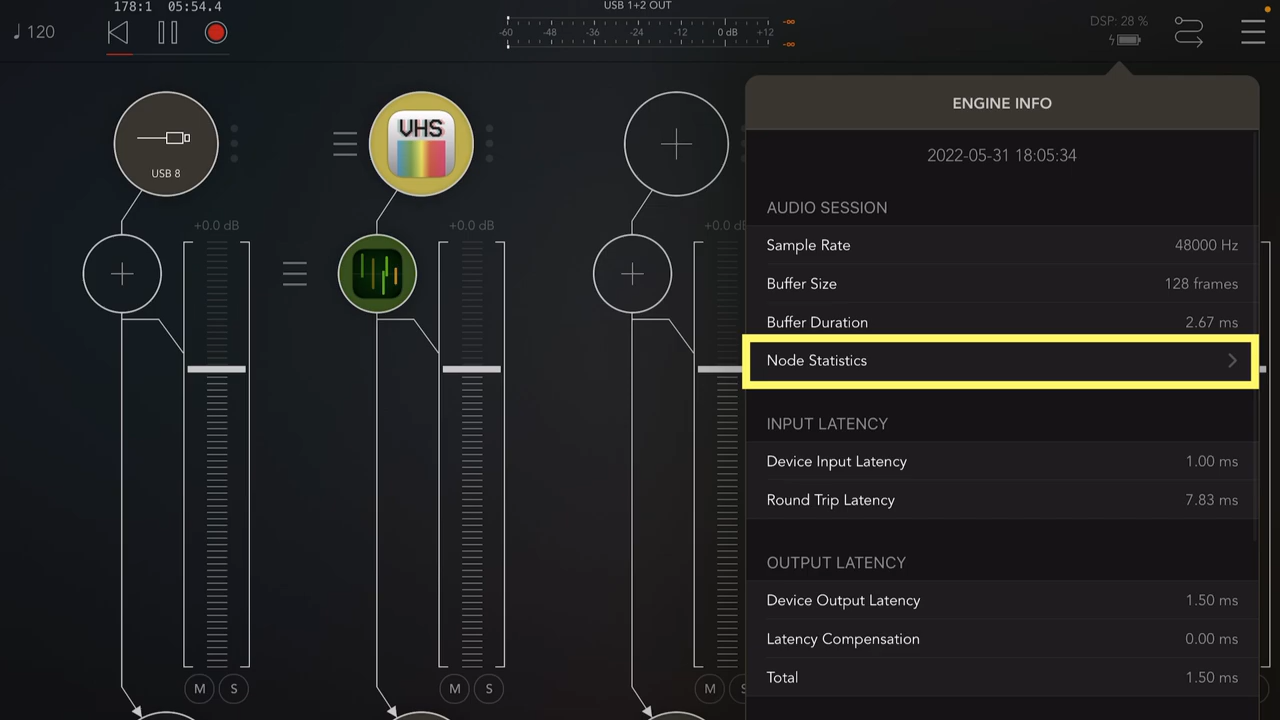 178:1 05:54.4
♩ 120
USB 1+2 OUT
-60 -48 -36 -24 -12 0 dB +12
-∞
-∞
DSP: 28 %
ENGINE INFO
2022-05-31 18:05:34
AUDIO SESSION
Sample Rate 48000 Hz
Buffer Size 128 frames
Buffer Duration 2.67 ms
Node Statistics
INPUT LATENCY
Device Input Latency 1.00 ms
Round Trip Latency 7.83 ms
OUTPUT LATENCY
Device Output Latency 1.50 ms
Latency Compensation 0.00 ms
Total 1.50 ms
USB 8
VHS
+0.0 dB +0.0 dB +0.0 dB
M S M S M S